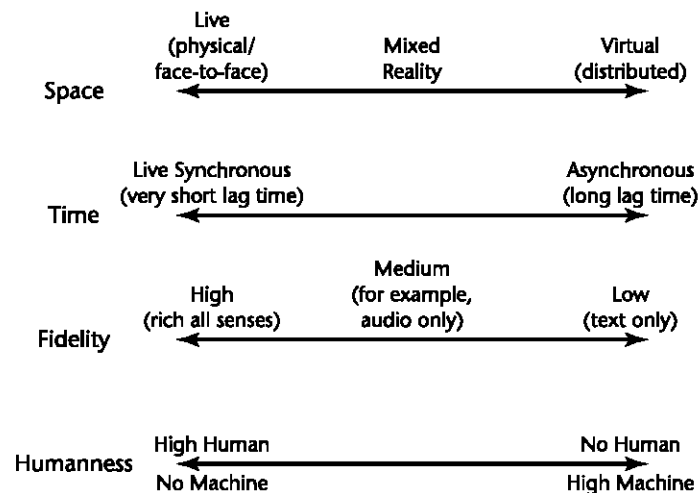 Live
(physical/
face-to-face)
Mixed
Reality
Virtual
(distributed)
Space
Live Synchronous
(very short lag time)
Asynchronous
(long lag time)
Time
High
(rich all senses)
Medium
(for example,
audio only)
Low
(text only)
Fidelity
High Human
No Human
Humanness
No Machine
High Machine